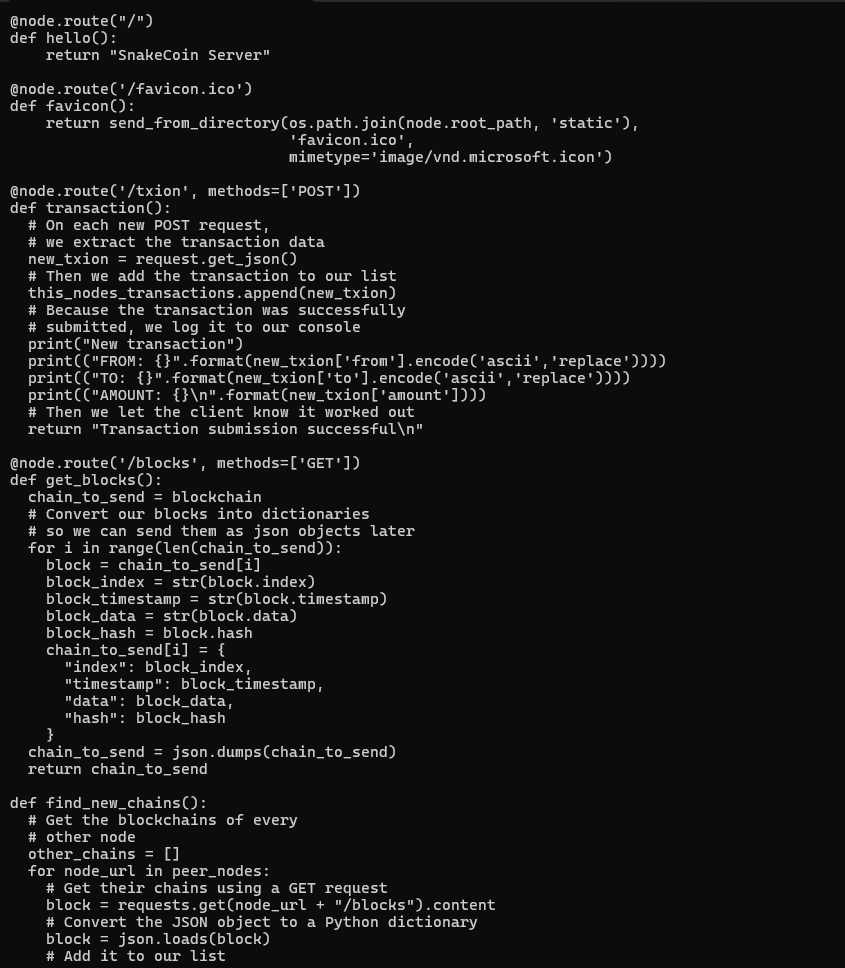 @node.route("/")
def hello():
    return "SnakeCoin Server"

@node.route('/favicon.ico')
def favicon():
    return send_from_directory(os.path.join(node.root_path, 'static'),
                               'favicon.ico',
                               mimetype='image/vnd.microsoft.icon')

@node.route('/txion', methods=['POST'])
def transaction():
  # On each new POST request,
  # we extract the transaction data
  new_txion = request.get_json()
  # Then we add the transaction to our list
  this_nodes_transactions.append(new_txion)
  # Because the transaction was successfully
  # submitted, we log it to our console
  print("New transaction")
  print(("FROM: {}".format(new_txion['from'].encode('ascii','replace'))))
  print(("TO: {}".format(new_txion['to'].encode('ascii','replace'))))
  print(("AMOUNT: {}\n".format(new_txion['amount'])))
  # Then we let the client know it worked out
  return "Transaction submission successful\n"

@node.route('/blocks', methods=['GET'])
def get_blocks():
  chain_to_send = blockchain
  # Convert our blocks into dictionaries
  # so we can send them as json objects later
  for i in range(len(chain_to_send)):
    block = chain_to_send[i]
    block_index = str(block.index)
    block_timestamp = str(block.timestamp)
    block_data = str(block.data)
    block_hash = block.hash
    chain_to_send[i] = {
      "index": block_index,
      "timestamp": block_timestamp,
      "data": block_data,
      "hash": block_hash
    }
  chain_to_send = json.dumps(chain_to_send)
  return chain_to_send

def find_new_chains():
  # Get the blockchains of every
  # other node
  other_chains = []
  for node_url in peer_nodes:
    # Get their chains using a GET request
    block = requests.get(node_url + "/blocks").content
    # Convert the JSON object to a Python dictionary
    block = json.loads(block)
    # Add it to our list